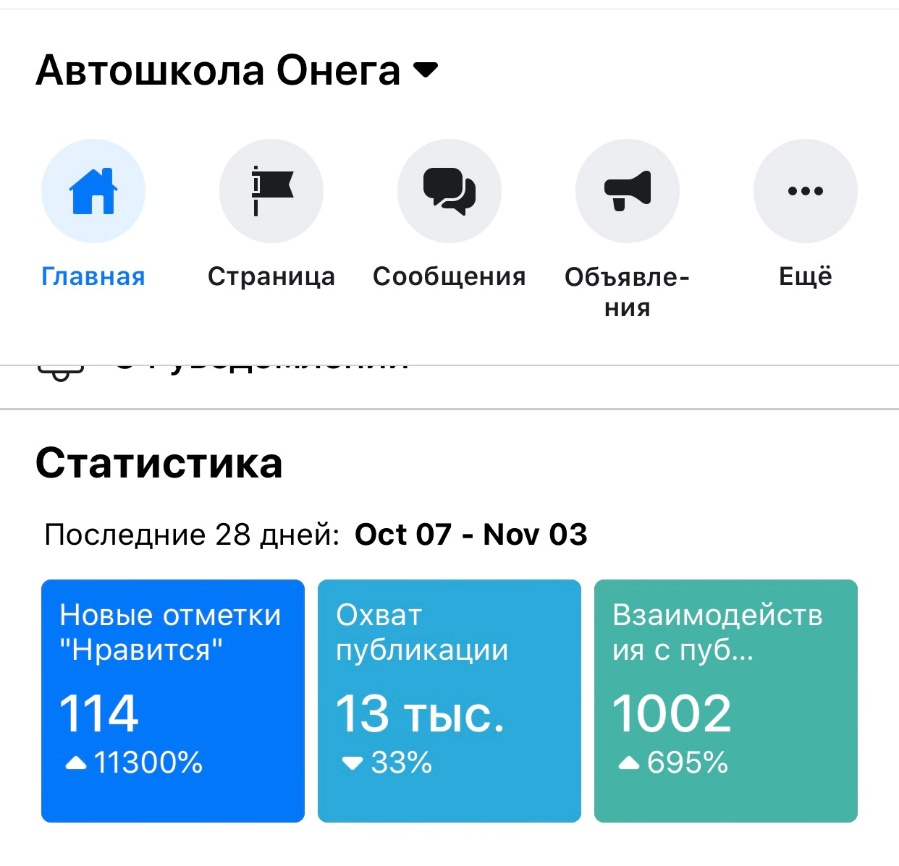 Автошкола Онега
Главная
Страница
Сообщения
Объявле-
ния
Ещё
уведомлений
Статистика
Последние 28 дней: Oct 07 - Nov 03
Новые отметки
"Нравится"
114
11300%
Охват
публикации
13 тыс.
33%
Взаимодейств
ия с пуб...
1002
695%